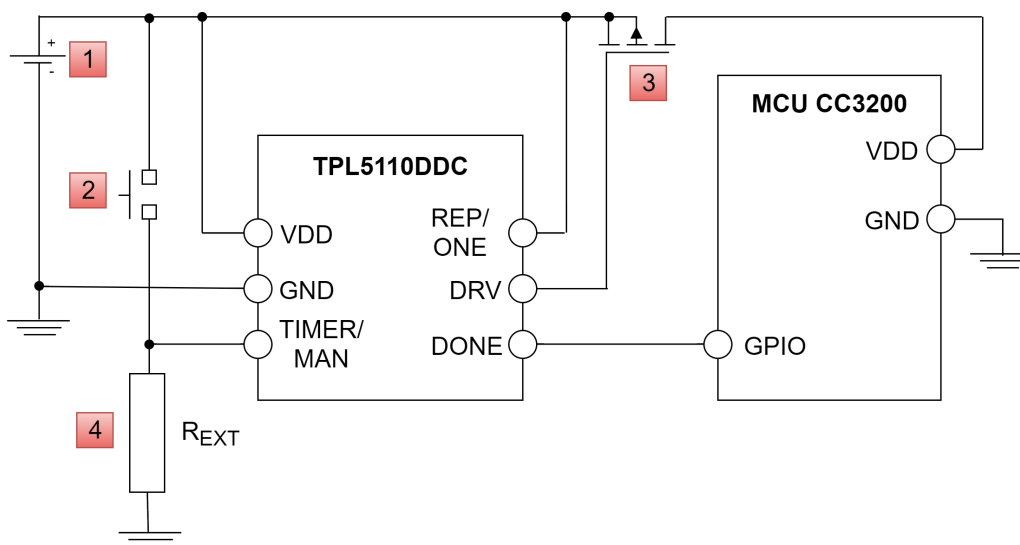 +
1
-
3
MCU CC3200
VDD
TPL5110DDC
2
REP/
ONE
GND
VDD
GND
DRV
TIMER/
MAN
DONE
GPIO
4
REXT